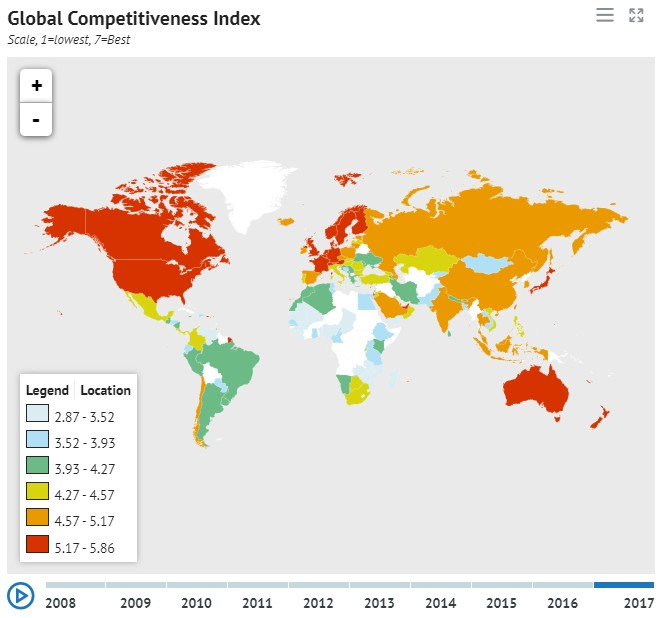 Global Competitiveness Index
Scale, 1=lowest, 7=Best
+
-
Legend Location
2.87 - 3.52
3.52 - 3.93
3.93 - 4.27
4.27 - 4.57
4.57 - 5.17
5.17 - 5.86
2008 2009 2010 2011 2012 2013 2014 2015 2016 2017